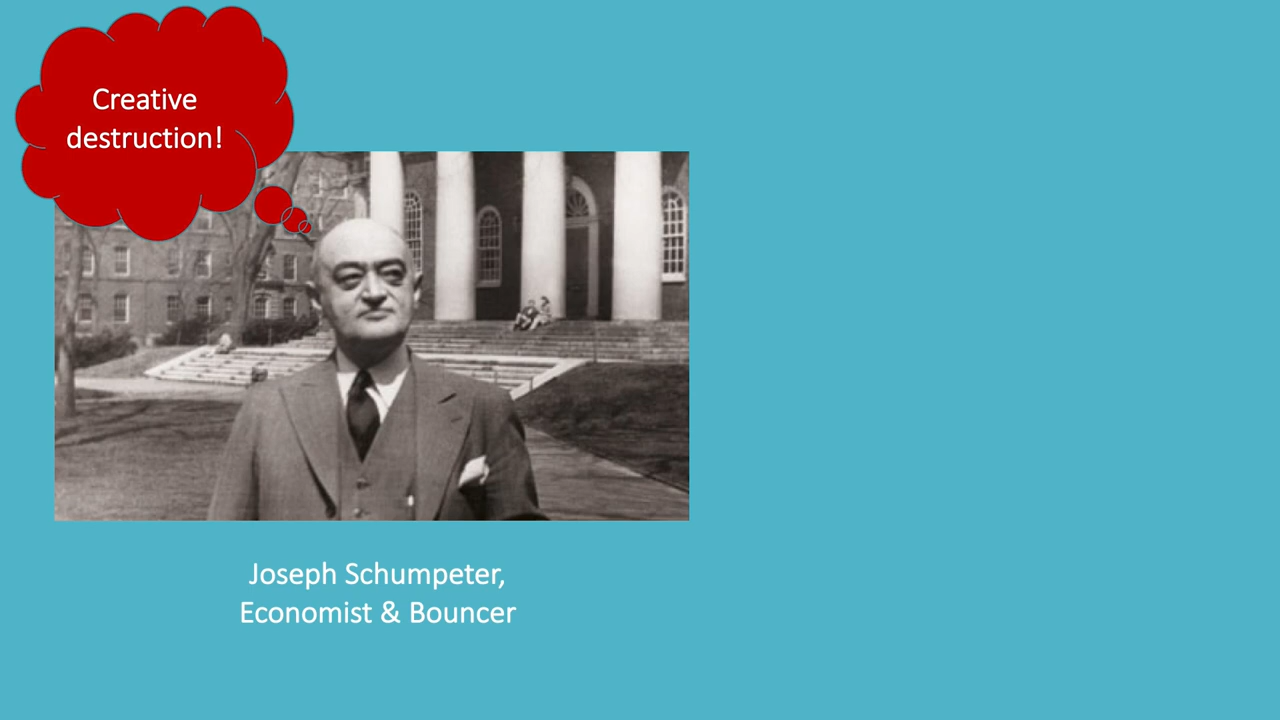 Creative
destruction!
Joseph Schumpeter,
Economist & Bouncer